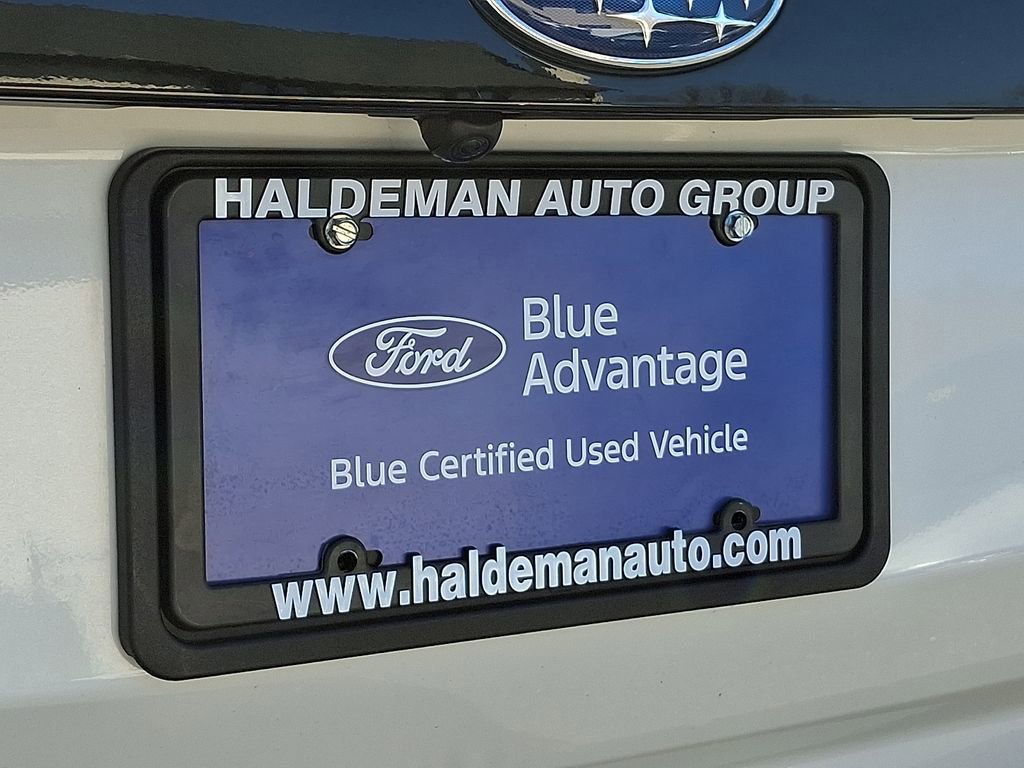 HALDEMAN AUTO GROUP
Ford
Blue
Advantage
Blue Certified Used Vehicle
www.haldemanauto.com